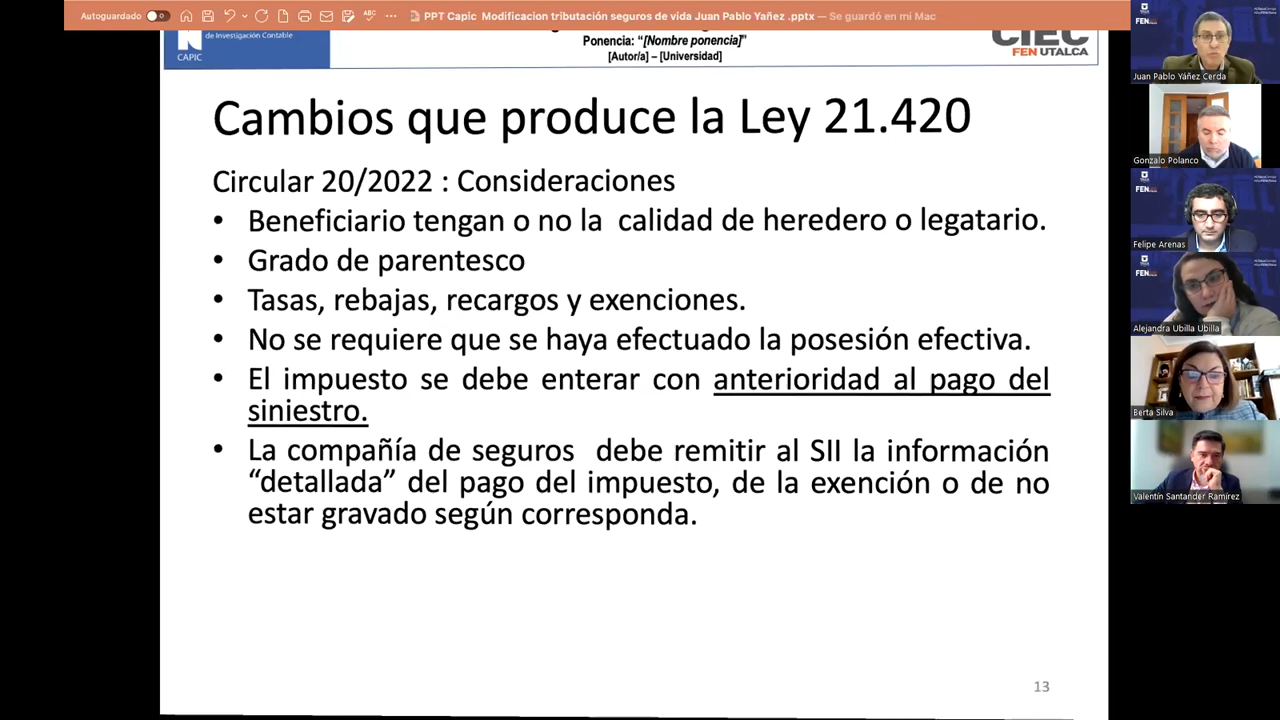 Autoguardado
PPT Capic Modificacion tributación seguros de vida Juan Pablo Yañez .pptx — Se guardó en mi Mac
de Investigación Contable
CAPIC
Ponencia: “[Nombre ponencia]”
[Autor/a] – [Universidad]
CIEC
FEN UTALCA
Cambios que produce la Ley 21.420
Circular 20/2022 : Consideraciones
• Beneficiario tengan o no la calidad de heredero o legatario.
• Grado de parentesco
• Tasas, rebajas, recargos y exenciones.
• No se requiere que se haya efectuado la posesión efectiva.
• El impuesto se debe enterar con anterioridad al pago del
siniestro.
• La compañía de seguros debe remitir al SII la información
“detallada” del pago del impuesto, de la exención o de no
estar gravado según corresponda.
13
FEN
Juan Pablo Yáñez Cerda
Gonzalo Polanco
FEN
Felipe Arenas
FEN
Alejandra Ubilla Ubilla
Berta Silva
Valentín Santander Ramírez